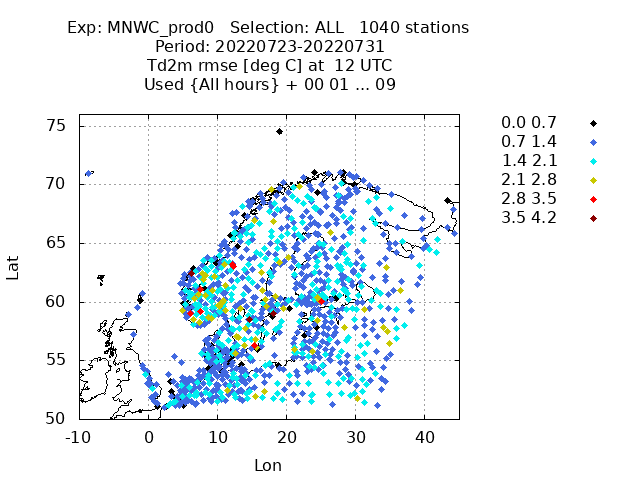 Exp: MNWC_prod0 Selection: ALL 1040 stations
Period: 20220723-20220731
Td2m rmse [deg C] at 12 UTC
Used {All hours} + 00 01 ... 09
75
70
65
60
55
50
-10 0 10 20 30 40
Lat
Lon
0.0 0.7
0.7 1.4
1.4 2.1
2.1 2.8
2.8 3.5
3.5 4.2